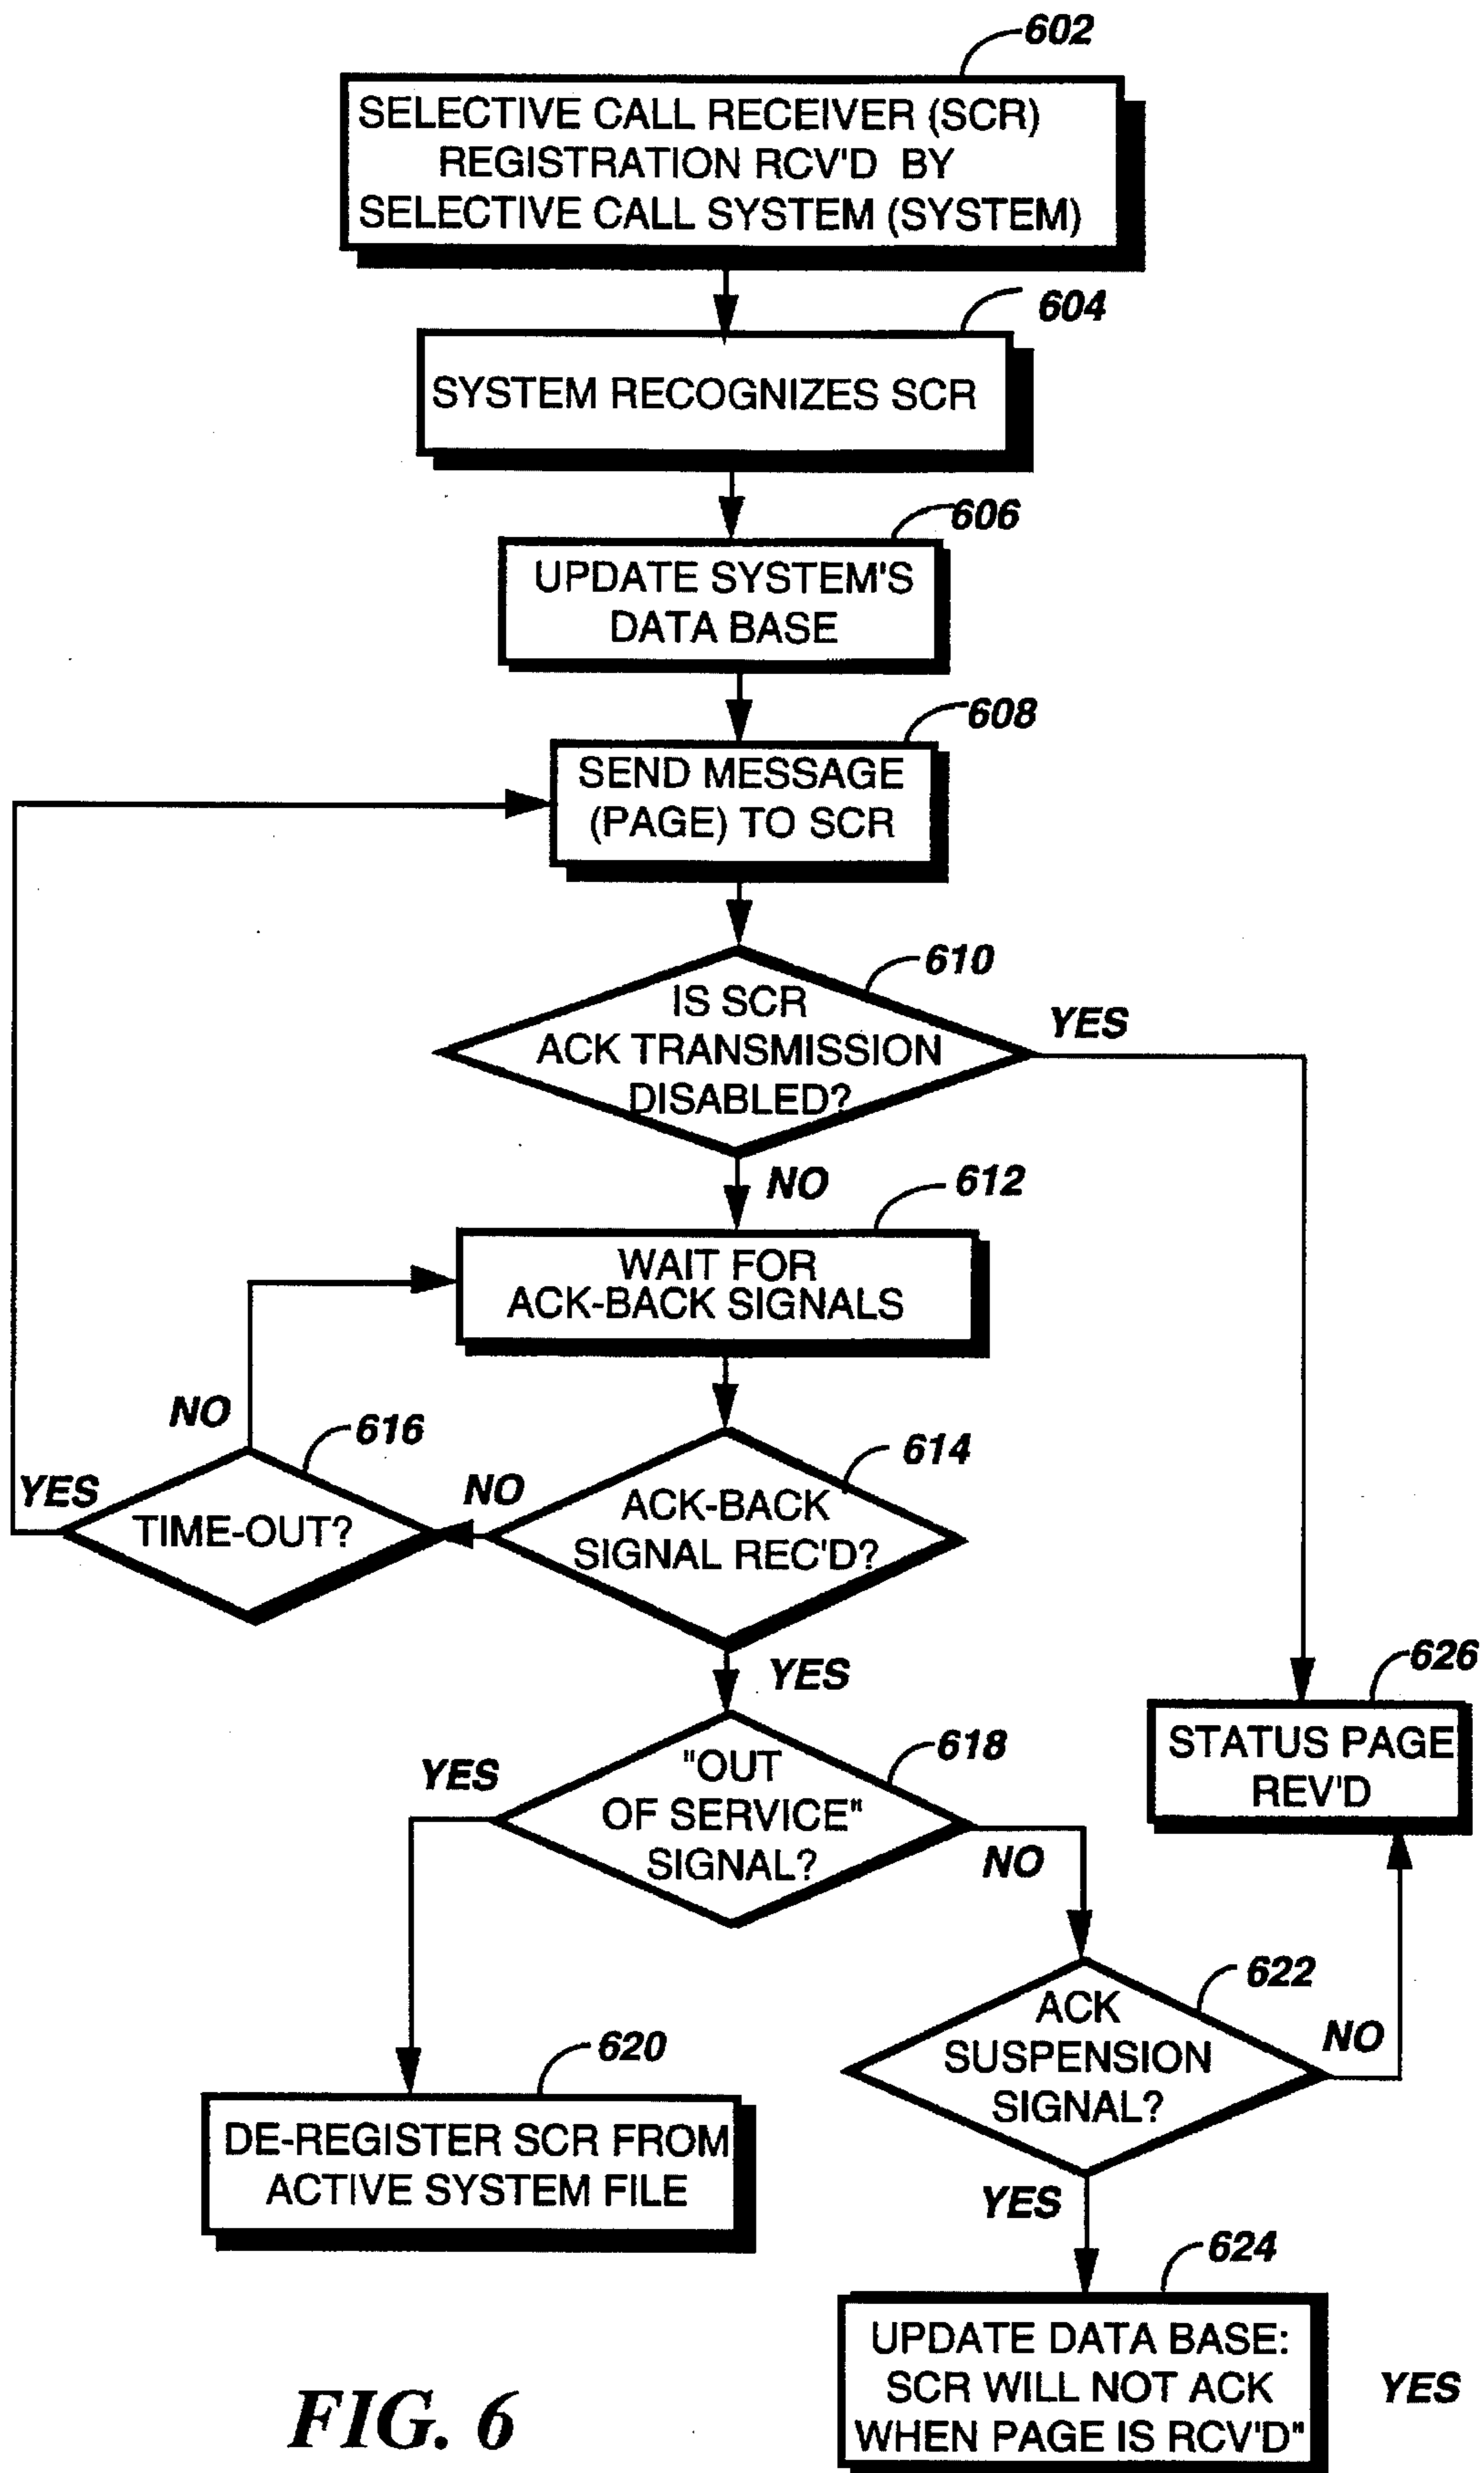 602
SELECTIVE CALL RECEIVER (SCR)
REGISTRATION RCV'D BY
SELECTIVE CALL SYSTEM (SYSTEM)
604
SYSTEM RECOGNIZES SCR
606
UPDATE SYSTEM'S
DATA BASE
608
SEND MESSAGE
(PAGE) TO SCR
610
IS SCR
ACK TRANSMISSION
DISABLED?
YES
NO
612
WAIT FOR
ACK-BACK SIGNALS
NO
616
TIME-OUT?
YES
NO
614
ACK-BACK
SIGNAL REC'D?
YES
626
STATUS PAGE
REV'D
618
"OUT
OF SERVICE"
SIGNAL?
YES
NO
622
ACK
SUSPENSION
SIGNAL?
NO
YES
620
DE-REGISTER SCR FROM
ACTIVE SYSTEM FILE
624
UPDATE DATA BASE:
SCR WILL NOT ACK
WHEN PAGE IS RCV'D"
YES
FIG. 6